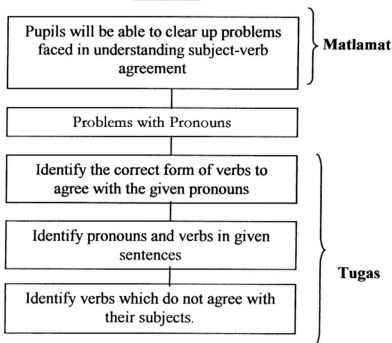 Pupils will be able to clear up problems
faced in understanding subject-verb
agreement
Matlamat
Problems with Pronouns
Identify the correct form of verbs to
agree with the given pronouns
Identify pronouns and verbs in given
sentences
Tugas
Identify verbs which do not agree with
their subjects.